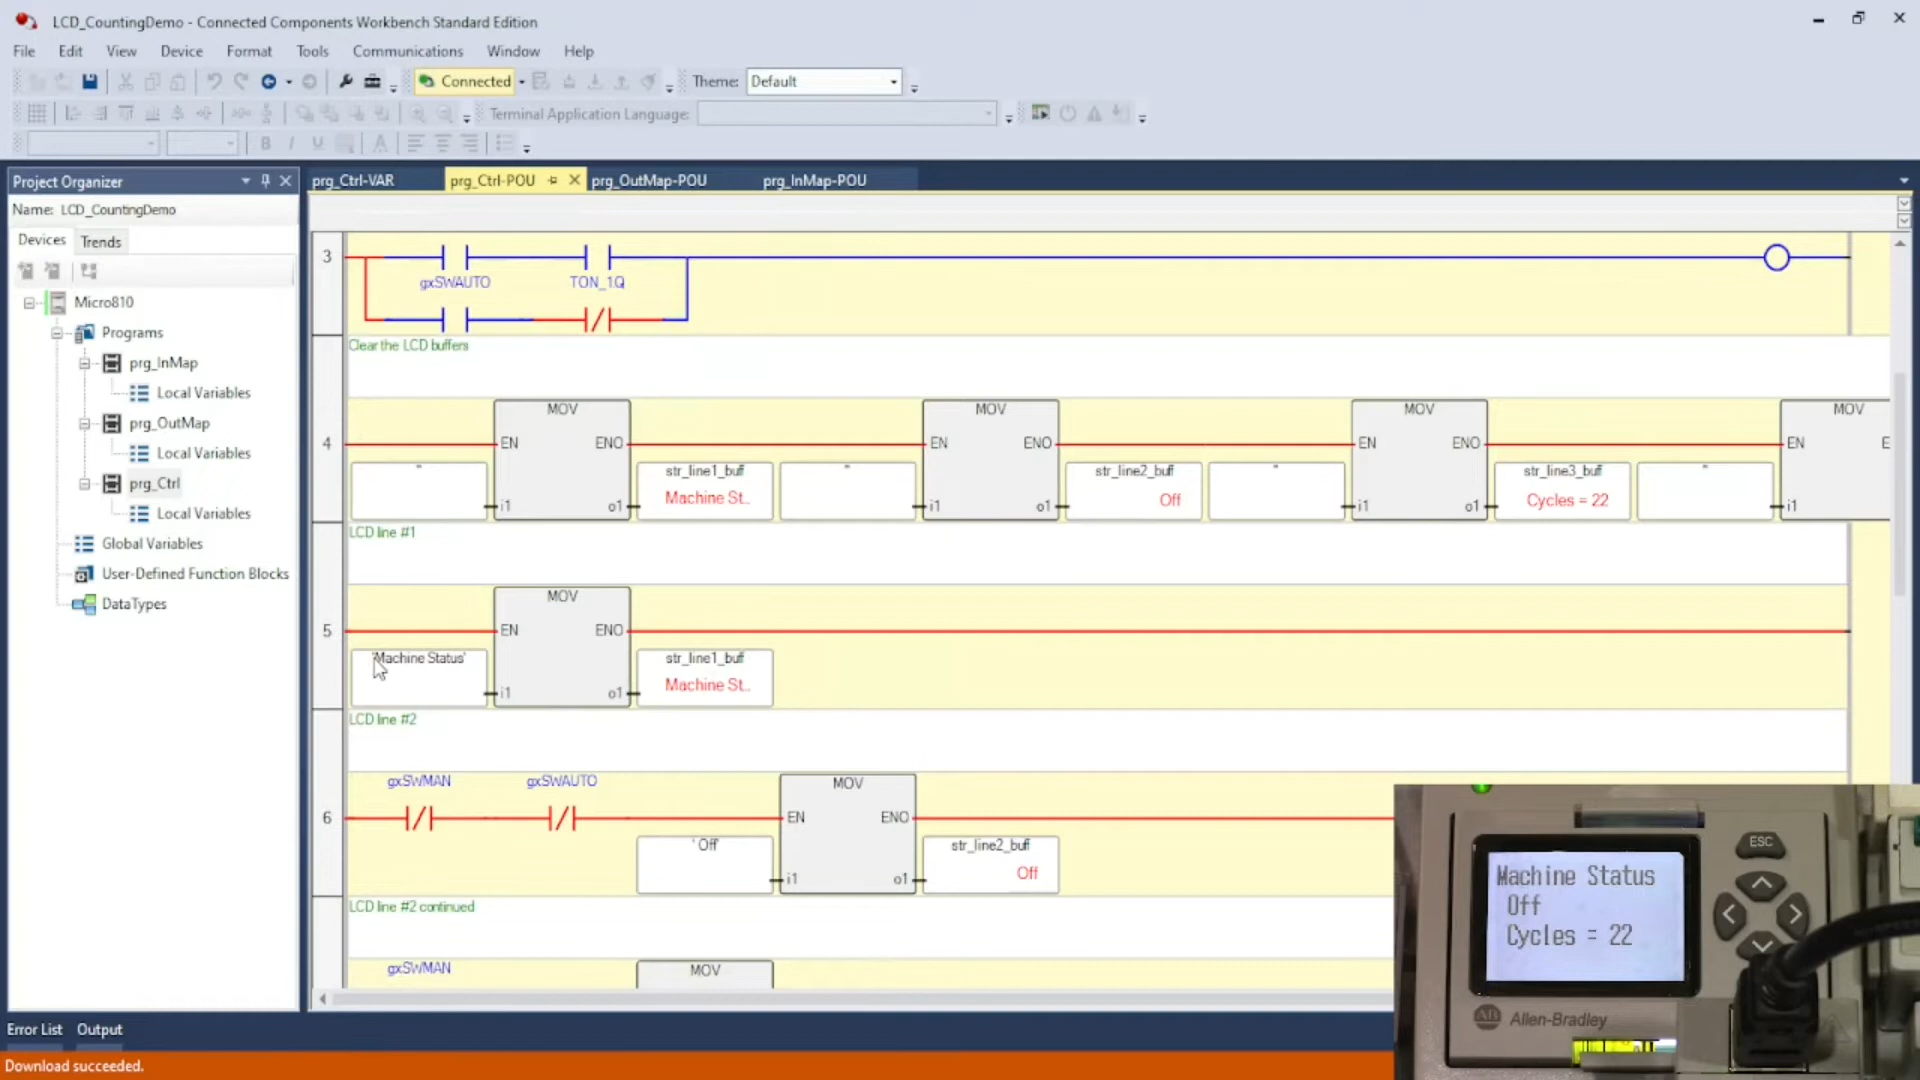 LCD_CountingDemo - Connected Components Workbench Standard Edition
File Edit View Device Format Tools Communications Window Help
Connected Theme: Default
Terminal Application Language:
B I U A
Project Organizer
Name: LCD_CountingDemo
Devices Trends
Micro810
Programs
prg_InMap
Local Variables
prg_OutMap
Local Variables
prg_Ctrl
Local Variables
Global Variables
User-Defined Function Blocks
DataTypes
prg_Ctrl-VAR prg_Ctrl-POU prg_OutMap-POU prg_InMap-POU
3
gxSWAUTO TON_1Q
Clear the LCD buffers
4
MOV MOV MOV MOV
EN ENO EN ENO EN ENO EN E
'' str_line1_buff '' str_line2_buff '' str_line3_buff ''
Machine St.. Off Cycles = 22
i1 o1 i1 o1 i1 o1 i1
LCD line #1
5
MOV
EN ENO
'Machine Status' str_line1_buff
Machine St..
i1 o1
LCD line #2
6
gxSWMAN gxSWAUTO MOV
EN ENO
' Off' str_line2_buff
Off
i1 o1
LCD line #2 continued
gxSWMAN MOV
ESC
Machine Status
Off
Cycles = 22
AB Allen-Bradley
Error List Output
Download succeeded.